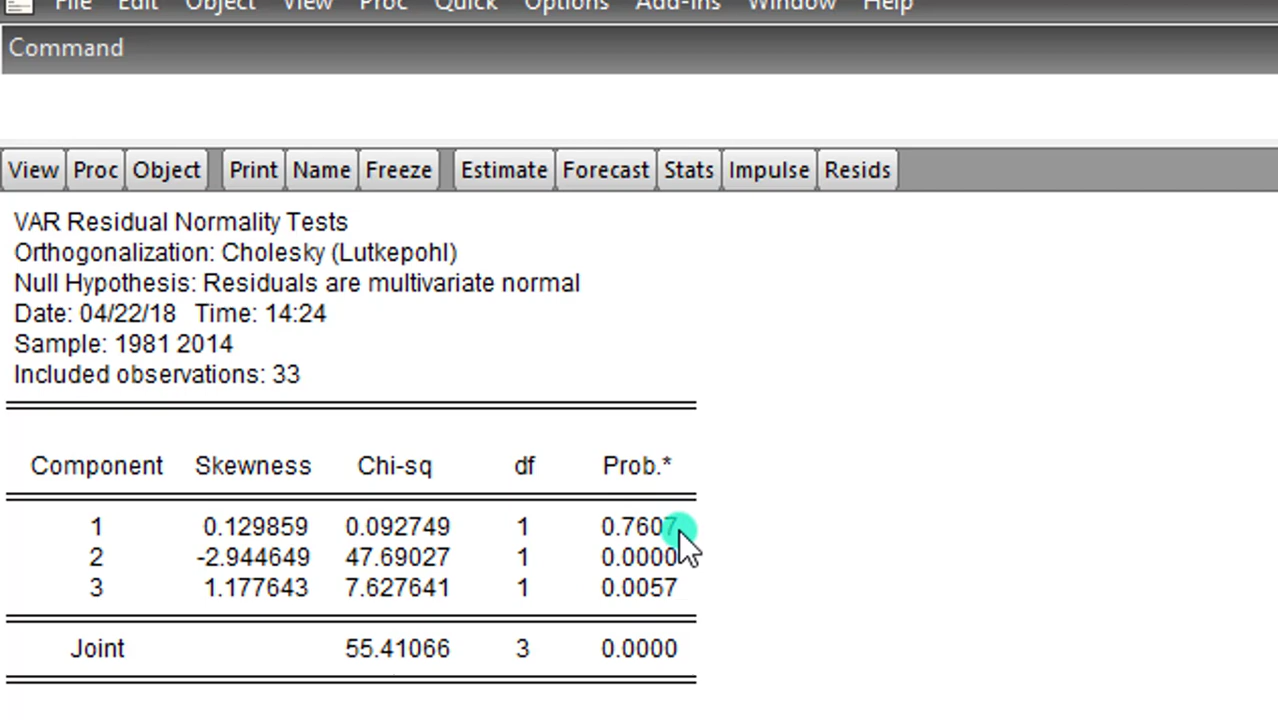 File Edit Object View Proc Quick Options Add-ins Window Help
Command
View Proc Object Print Name Freeze Estimate Forecast Stats Impulse Resids
VAR Residual Normality Tests
Orthogonalization: Cholesky (Lutkepohl)
Null Hypothesis: Residuals are multivariate normal
Date: 04/22/18 Time: 14:24
Sample: 1981 2014
Included observations: 33
Component Skewness Chi-sq df Prob.*
1 0.129859 0.092749 1 0.7607
2 -2.944649 47.69027 1 0.0000
3 1.177643 7.627641 1 0.0057
Joint 55.41066 3 0.0000